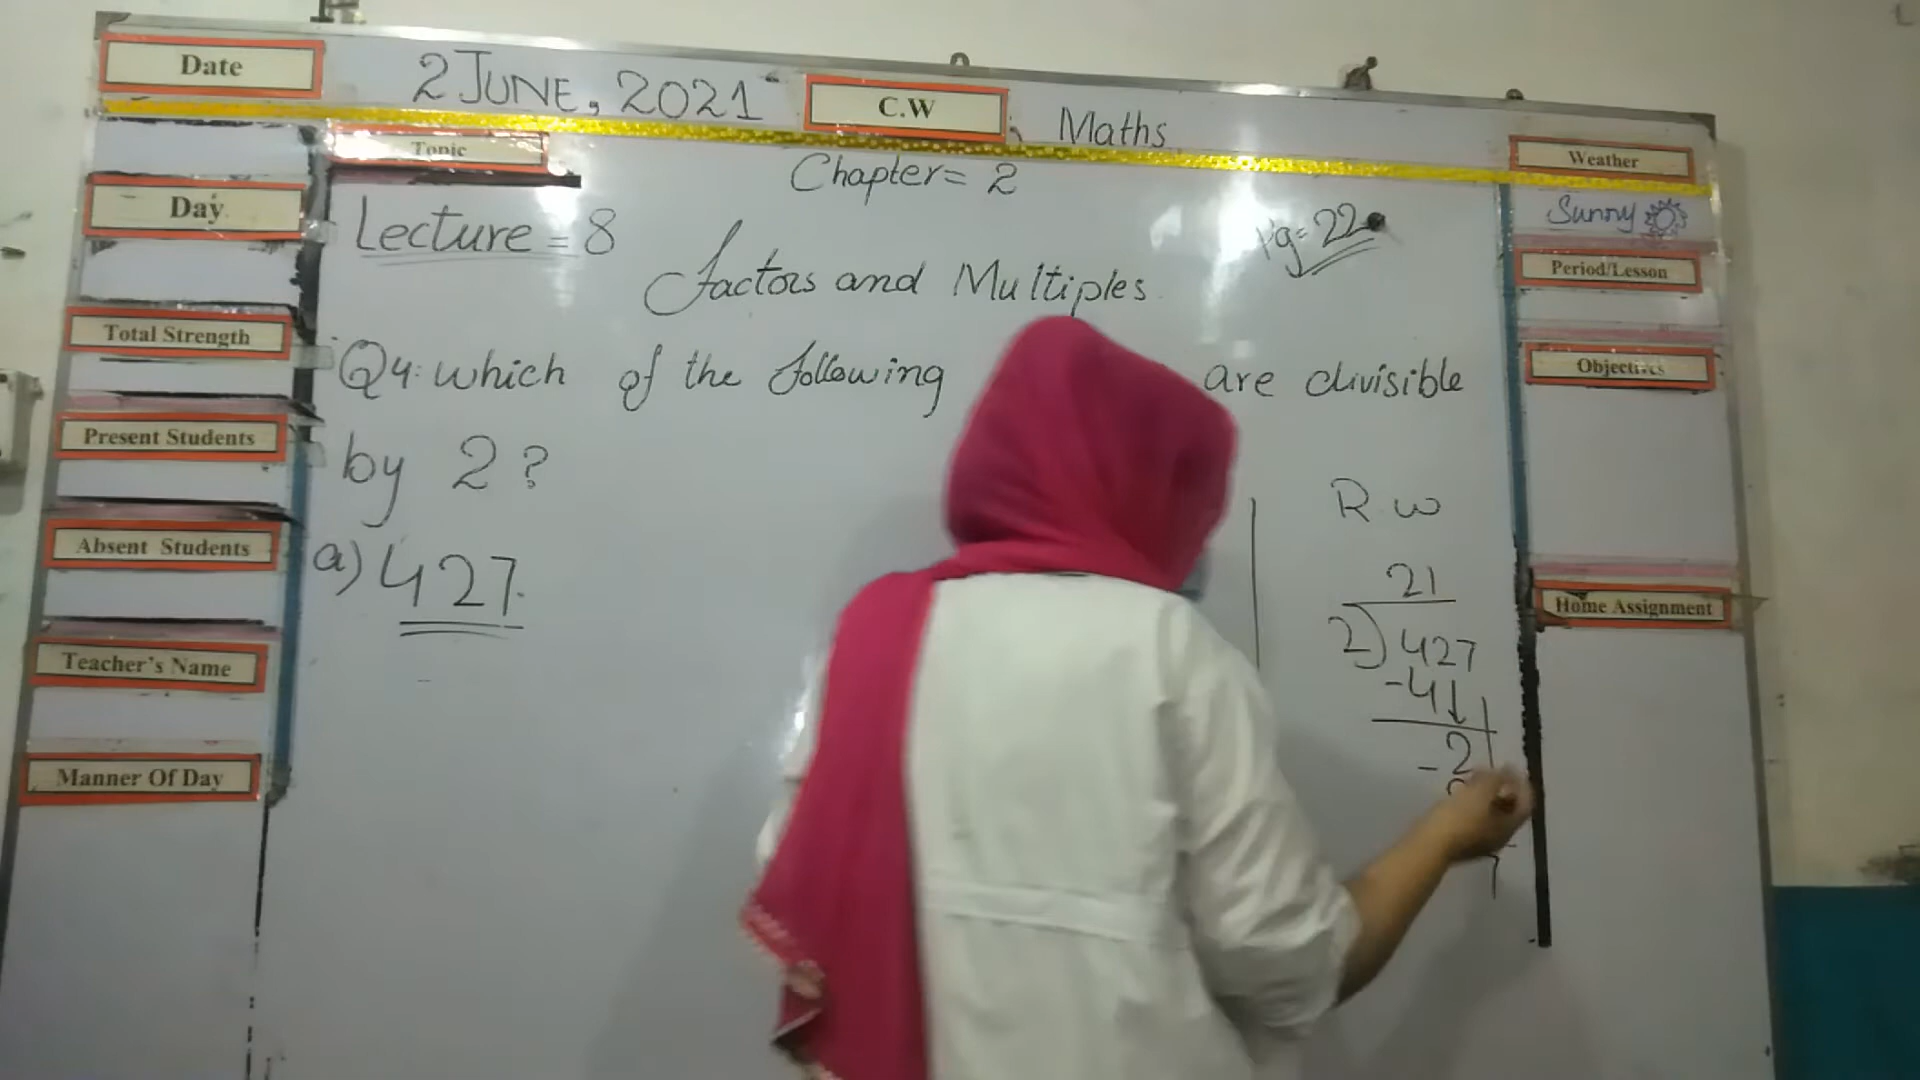 Date
2 JUNE, 2021
C.W
Maths
Topic
Chapter = 2
Weather
Sunny
Day
Lecture = 8
Pg = 22
Factors and Multiples
Period/Lesson
Total Strength
Q4: which of the following are divisible
by 2 ?
Objectives
Present Students
R w
a) 427.
Absent Students
21
2)427
-4↓
-2
7
Home Assignment
Teacher's Name
Manner Of Day